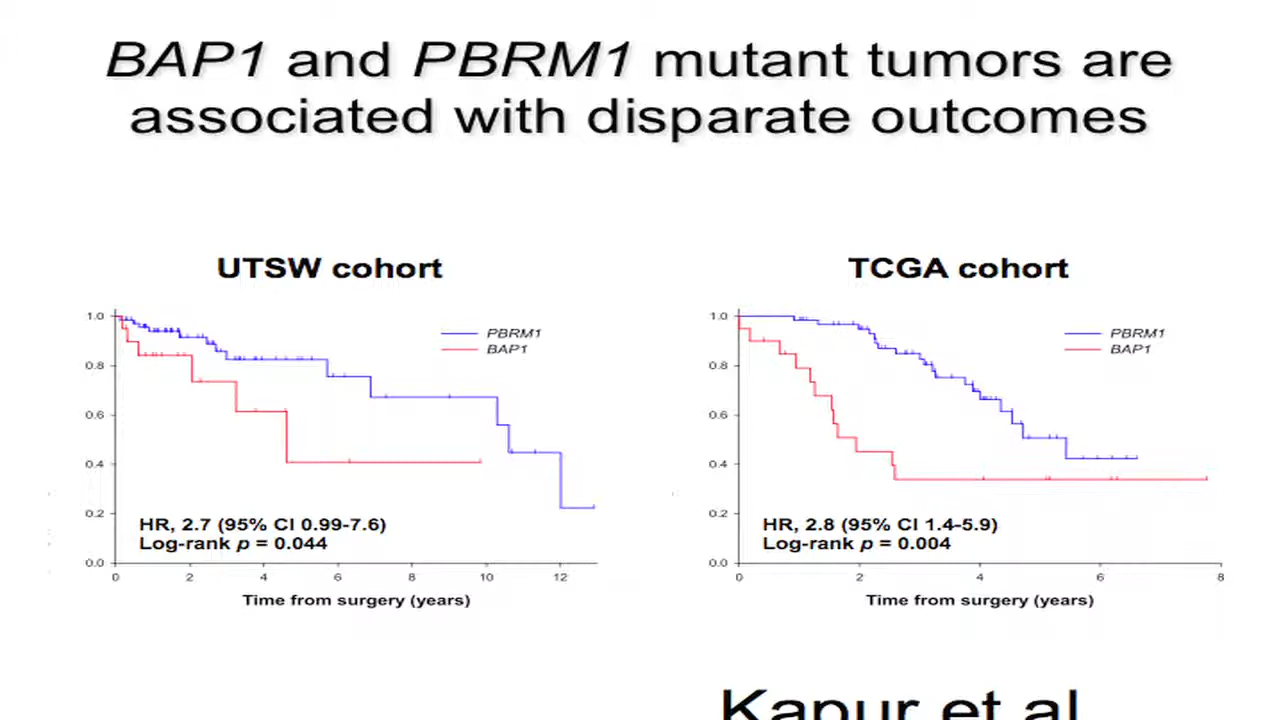 BAP1 and PBRM1 mutant tumors are
associated with disparate outcomes
UTSW cohort
1.0
0.8
0.6
0.4
0.2
0.0
PBRM1
BAP1
HR, 2.7 (95% CI 0.99-7.6)
Log-rank p = 0.044
0 2 4 6 8 10 12
Time from surgery (years)
TCGA cohort
1.0
0.8
0.6
0.4
0.2
0.0
PBRM1
BAP1
HR, 2.8 (95% CI 1.4-5.9)
Log-rank p = 0.004
0 2 4 6 8
Time from surgery (years)
Kapur et al